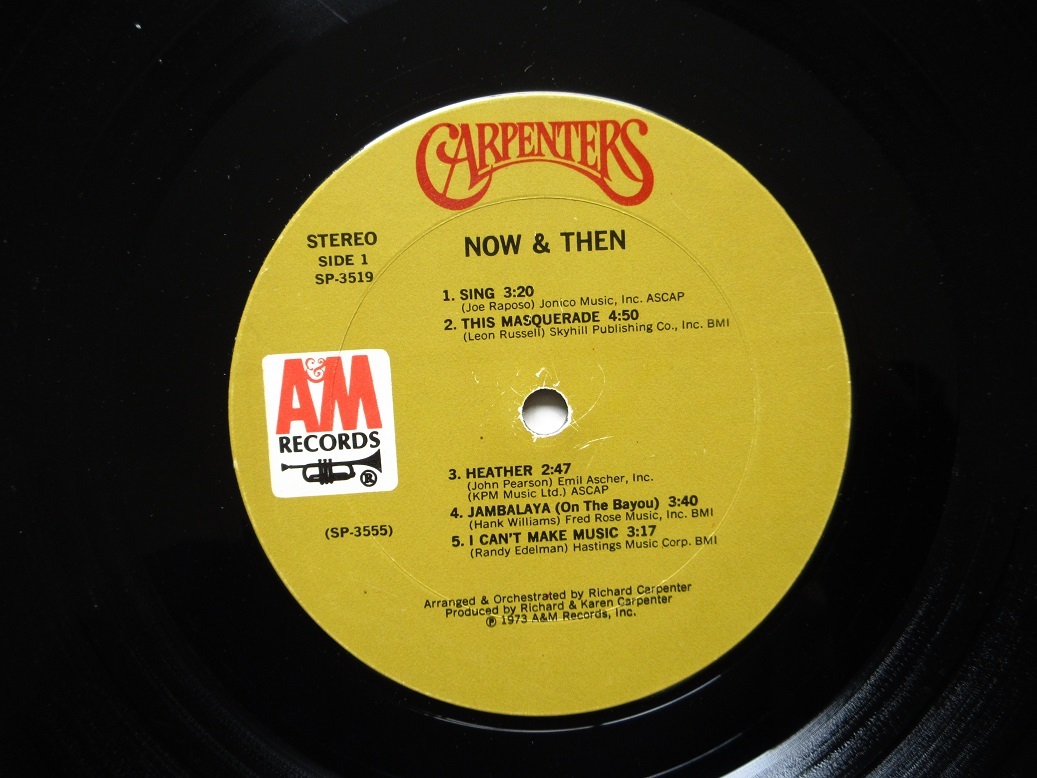 CARPENTERS
NOW & THEN
STEREO
SIDE 1
SP-3519
1. SING 3:20
(Joe Raposo) Jonico Music, Inc. ASCAP
2. THIS MASQUERADE 4:50
(Leon Russell) Skyhill Publishing Co., Inc. BMI
A&M
RECORDS
®
(SP-3555)
3. HEATHER 2:47
(John Pearson) Emil Ascher, Inc.
(KPM Music Ltd.) ASCAP
4. JAMBALAYA (On The Bayou) 3:40
(Hank Williams) Fred Rose Music, Inc. BMI
5. I CAN'T MAKE MUSIC 3:17
(Randy Edelman) Hastings Music Corp. BMI
Arranged & Orchestrated by Richard Carpenter
Produced by Richard & Karen Carpenter
℗ 1973 A&M Records, Inc.